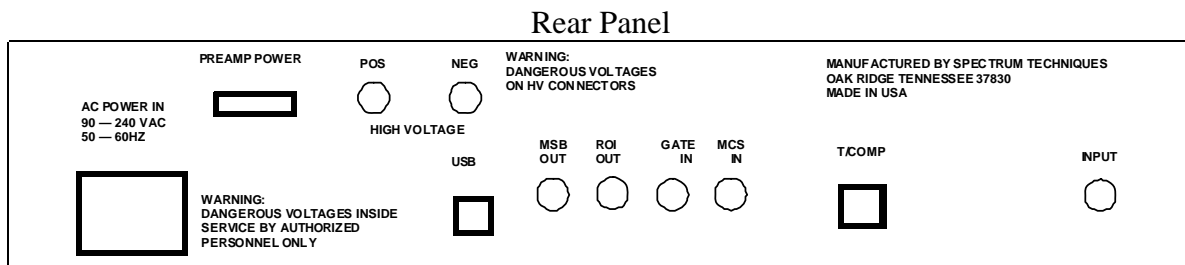 Rear Panel
PREAMP POWER
POS
NEG
WARNING:
DANGEROUS VOLTAGES
ON HV CONNECTORS
MANUFACTURED BY SPECTRUM TECHNIQUES
OAK RIDGE TENNESSEE 37830
MADE IN USA
AC POWER IN
90 — 240 VAC
50 — 60HZ
HIGH VOLTAGE
USB
MSB
OUT
ROI
OUT
GATE
IN
MCS
IN
T/COMP
INPUT
WARNING:
DANGEROUS VOLTAGES INSIDE
SERVICE BY AUTHORIZED
PERSONNEL ONLY